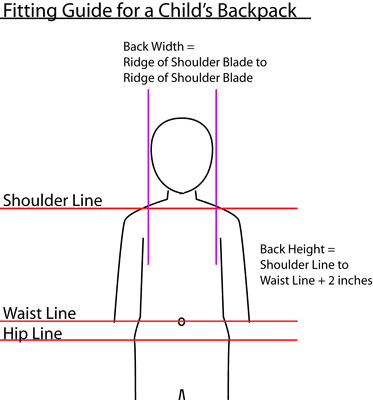 Fitting Guide for a Child's Backpack
Back Width =
Ridge of Shoulder Blade to
Ridge of Shoulder Blade
Shoulder Line
Back Height =
Shoulder Line to
Waist Line + 2 inches
Waist Line
Hip Line